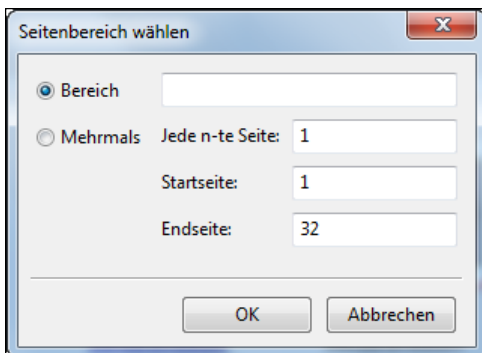 Seitenbereich wählen
Bereich
Mehrmals Jede n-te Seite: 1
Startseite: 1
Endseite: 32
OK Abbrechen